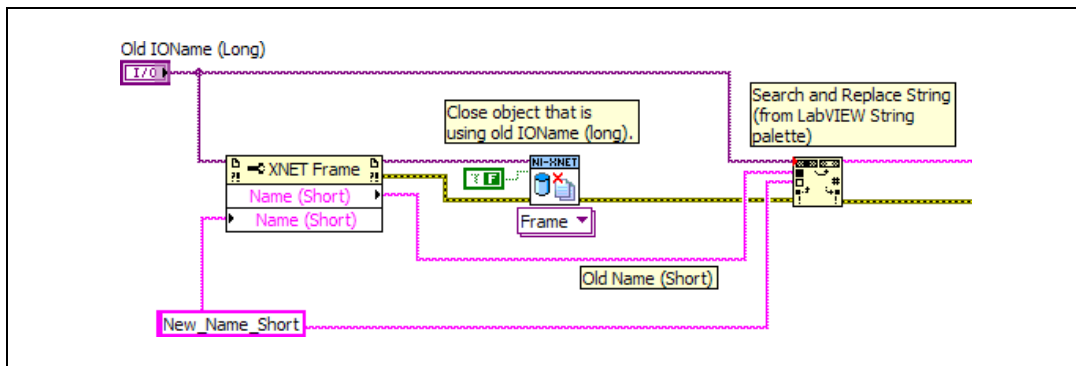 Old IOName (Long)
I/O
Close object that is
using old IOName (long).
Search and Replace String
(from LabVIEW String
palette)
XNET Frame
NI-XNET
F
Name (Short)
Name (Short)
Frame
Old Name (Short)
New_Name_Short